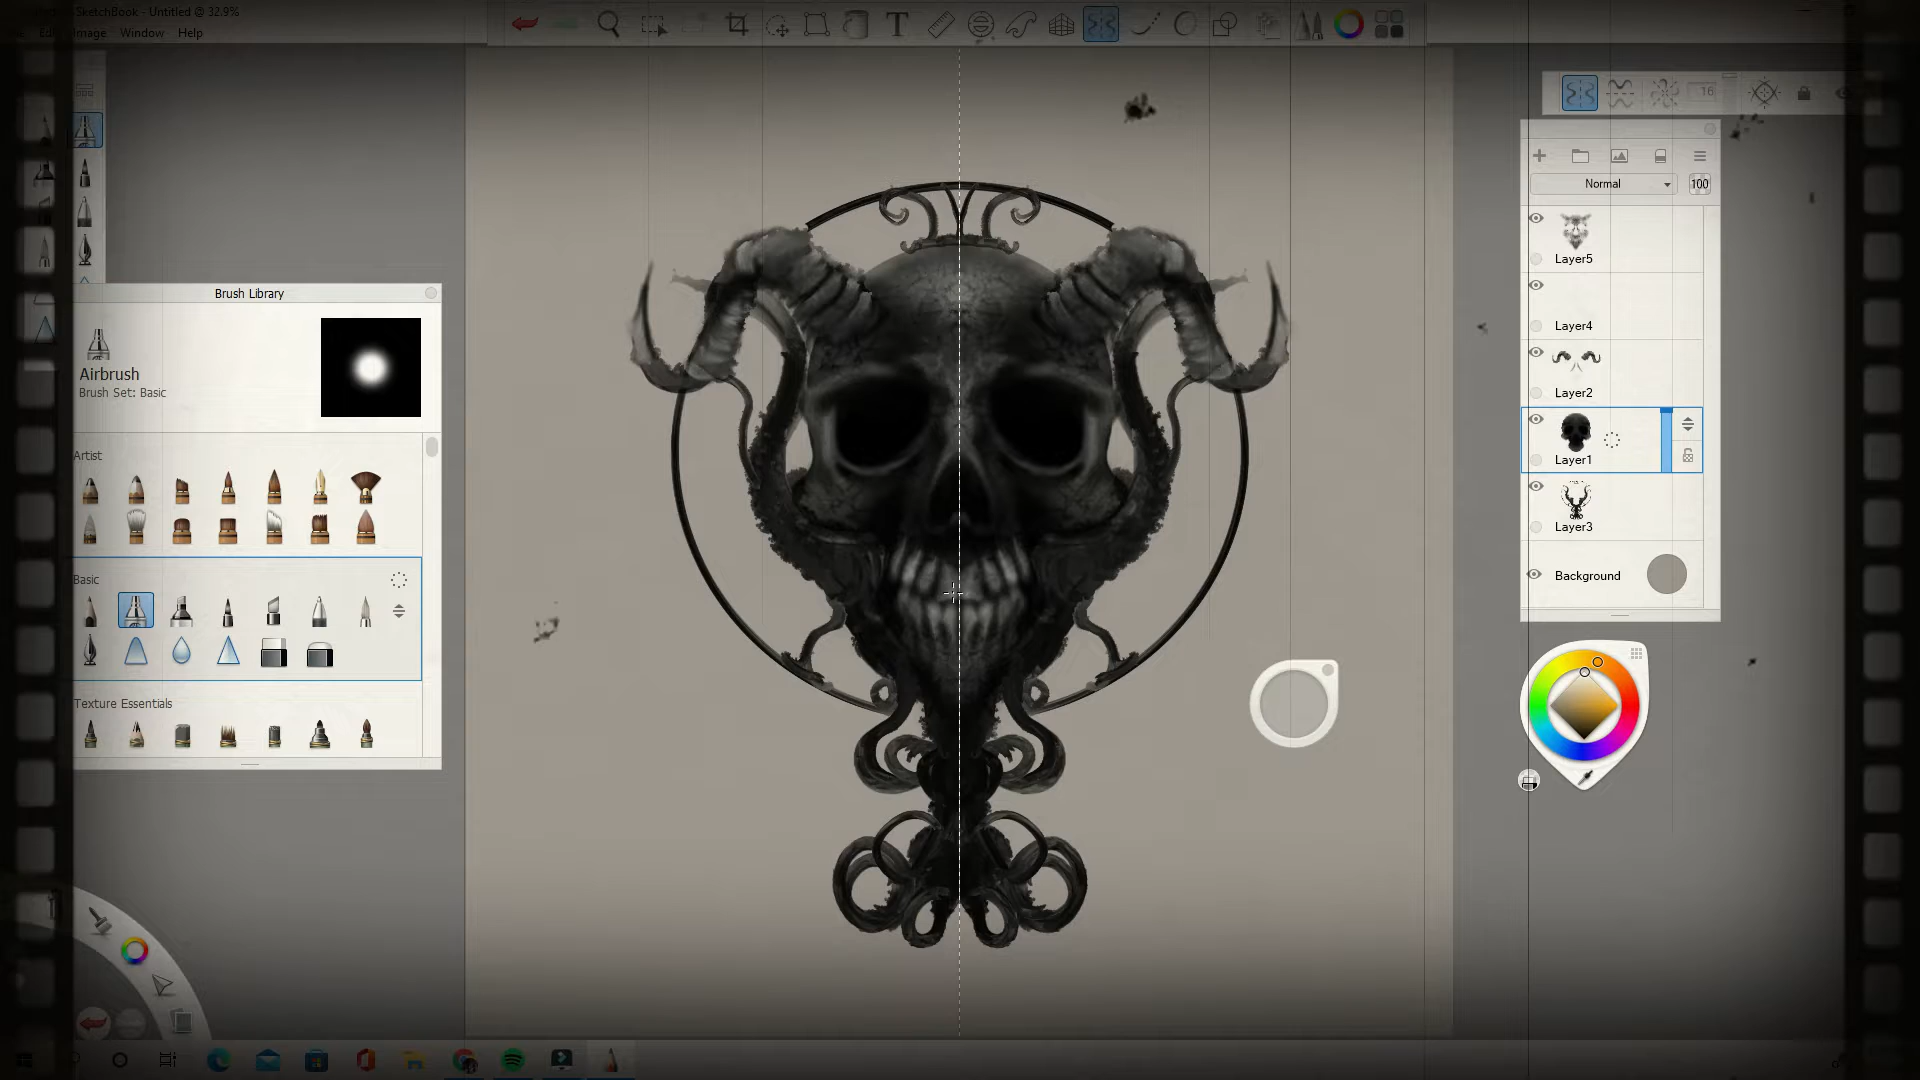 SketchBook - Untitled @ 32.9%
Image
Window
Help
T
16
Normal
100
Layer5
Layer4
Layer2
Layer1
Layer3
Background
Brush Library
Airbrush
Brush Set: Basic
Artist
Basic
Texture Essentials